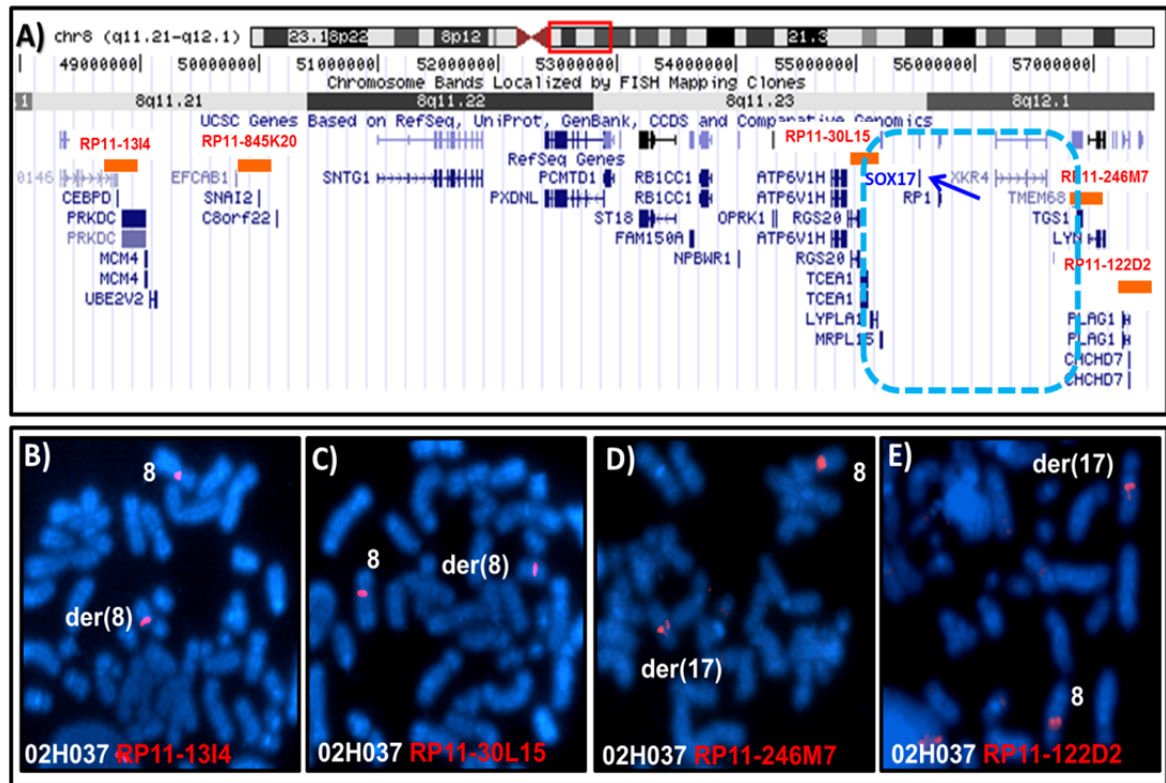 A) chr8 (q11.21-q12.1) 23.1 8p22 8p12 21.3
49000000| 50000000| 51000000| 52000000| 53000000| 54000000| 55000000| 56000000| 57000000|
Chromosome Bands Localized by FISH Mapping Clones
1 8q11.21 8q11.22 8q11.23 8q12.1
UCSC Genes Based on RefSeq, UniProt, GenBank, CCDS and Comparative Genomics
RP11-13I4 RP11-845K20 RP11-30L15
RefSeq Genes
0146 EFCAB1 SNTG1 PCMTD1 RB1CC1 ATP6V1H SOX17 XKR4 RP11-246M7
CEBPD SNAI2 PXDNL RB1CC1 ATP6V1H RP1 TMEM68
PRKDC C8orf22 ST18 OPRK1 RGS20 TGS1
PRKDC FAM150A ATP6V1H LYN
MCM4 NPBWR1 RGS20 RP11-122D2
MCM4 TCEA1
UBE2V2 TCEA1
LYPLA1 PLAG1
MRPL15 PLAG1
CHCHD7
CHCHD7
B) 8 der(8) 02H037 RP11-13I4
C) 8 der(8) 02H037 RP11-30L15
D) 8 der(17) 02H037 RP11-246M7
E) der(17) 8 02H037 RP11-122D2